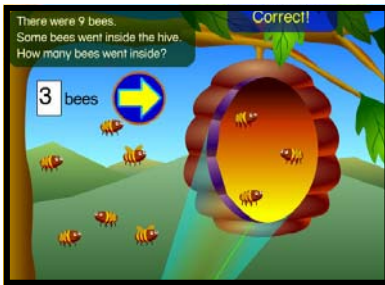 There were 9 bees.
Some bees went inside the hive.
How many bees went inside?
Correct!
3 bees